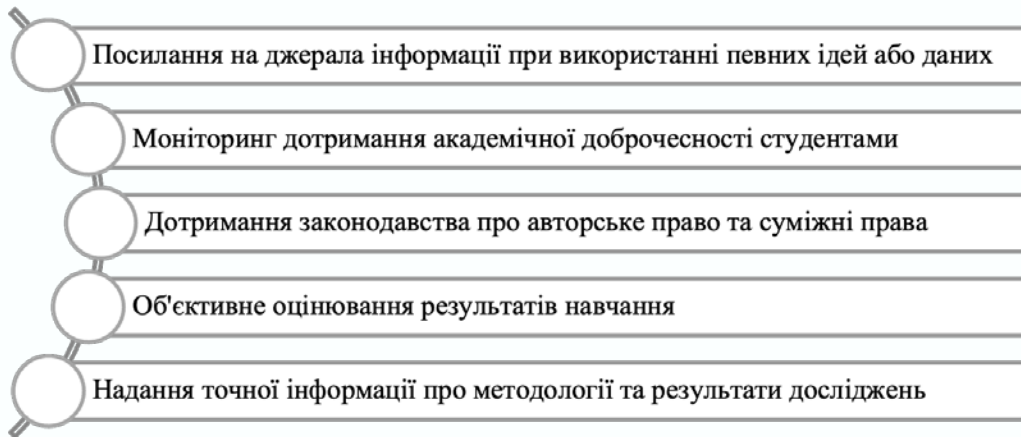 Посилання на джерала інформації при використанні певних ідей або даних
Моніторинг дотримання академічної доброчесності студентами
Дотримання законодавства про авторське право та суміжні права
Об'єктивне оцінювання результатів навчання
Надання точної інформації про методології та результати досліджень